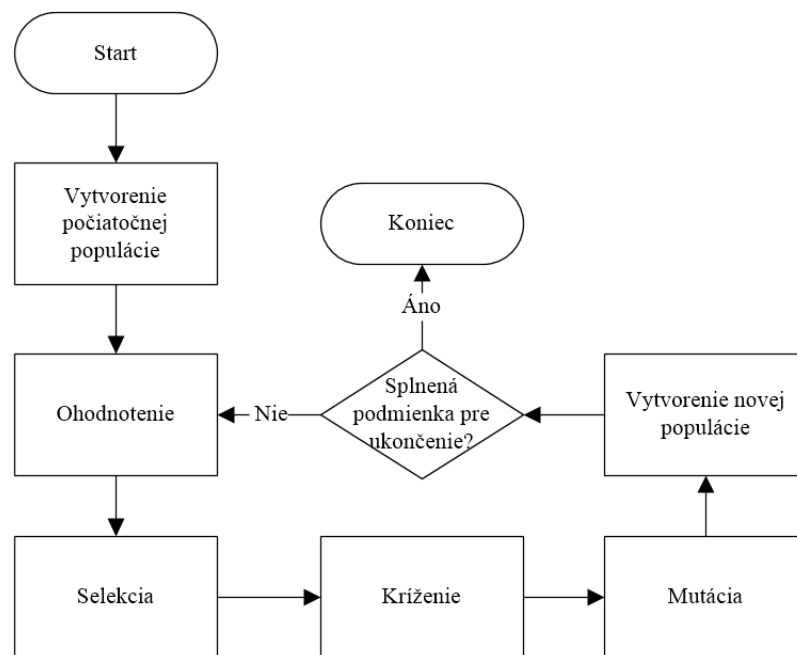 Start
Vytvorenie
počiatočnej
populácie
Koniec
Áno
Ohodnotenie
Nie
Splnená
podmienka pre
ukončenie?
Vytvorenie novej
populácie
Selekcia
Kríženie
Mutácia